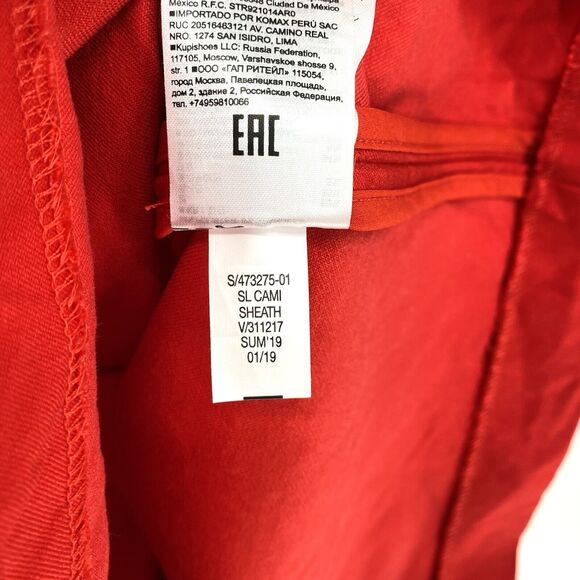 México R.F.C. STR921014AR0
■IMPORTADO POR KOMAX PERÚ SAC
RUC 20516483121 AV. CAMINO REAL
NRO. 1274 SAN ISIDRO, LIMA
■Kupishoes LLC: Russia Federation,
117105, Moscow, Varshavskoe shosse 9,
str. 1 ■ООО «ГАП РИТЕЙЛ» 115054,
город Москва, Павелецкая площадь,
дом 2, здание 2, Российская Федерация,
тел. +74959810066
EAC
S/473275-01
SL CAMI
SHEATH
V/311217
SUM'19
01/19